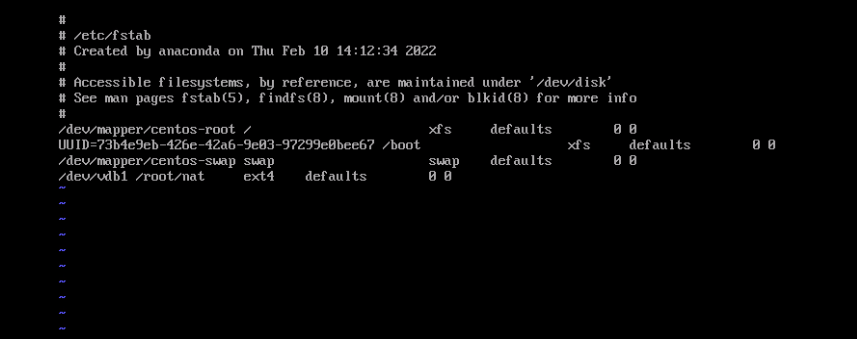 #
# /etc/fstab
# Created by anaconda on Thu Feb 10 14:12:34 2022
#
# Accessible filesystems, by reference, are maintained under '/dev/disk'
# See man pages fstab(5), findfs(8), mount(8) and/or blkid(8) for more info
#
/dev/mapper/centos-root / xfs defaults 0 0
UUID=73b4e9eb-426e-42a6-9e03-97299e0bee67 /boot xfs defaults 0 0
/dev/mapper/centos-swap swap swap defaults 0 0
/dev/vdb1 /root/nat ext4 defaults 0 0
~
~
~
~
~
~
~
~
~
~